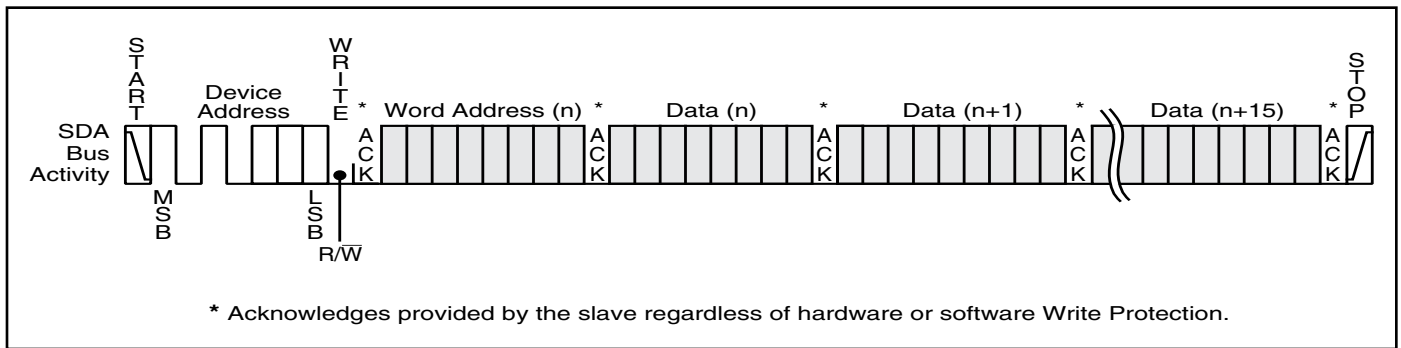 START
WRITE
STOP
Device
Address
* Word Address (n) * Data (n) * Data (n+1) * Data (n+15) *
SDA
Bus
Activity
ACK
ACK
ACK
ACK
ACK
MSB
LSB
R/W̅
* Acknowledges provided by the slave regardless of hardware or software Write Protection.